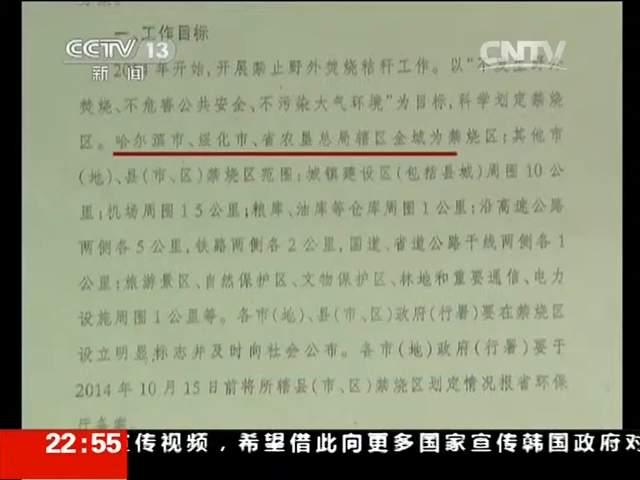 CCTV 13
新闻
CNTV
一、工作目标
年开始,开展禁止野外焚烧秸秆工作。以"不
焚烧、不危害公共安全、不污染大气环境"为目标,科学划定禁烧
区。哈尔滨市、绥化市、省农垦总局辖区全域为禁烧区;其他市
(地)、县(市、区)禁烧区范围:城镇建设区(包括县城)周围10公
里;机场周围15公里;粮库、油库等仓库周围1公里;沿高速公路
两侧各5公里,铁路两侧各2公里,国道、省道公路干线两侧各1
公里;旅游景区、自然保护区、文物保护区、林地和重要通信、电力
设施周围1公里等。各市(地)、县(市、区)政府(行署)要在禁烧区
设立明显标志并及时向社会公布。各市(地)政府(行署)要于
2014年10月15日前将所辖县(市、区)禁烧区划定情况报省环保
厅备案。
22:55
宣传视频，希望借此向更多国家宣传韩国政府对